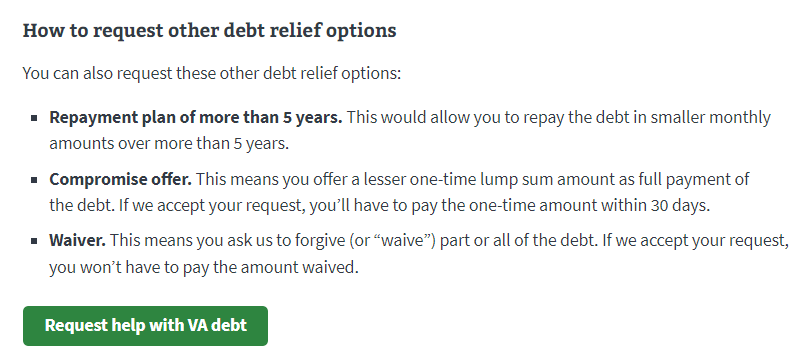 How to request other debt relief options
You can also request these other debt relief options:
▪ Repayment plan of more than 5 years. This would allow you to repay the debt in smaller monthly
amounts over more than 5 years.
▪ Compromise offer. This means you offer a lesser one-time lump sum amount as full payment of
the debt. If we accept your request, you’ll have to pay the one-time amount within 30 days.
▪ Waiver. This means you ask us to forgive (or “waive”) part or all of the debt. If we accept your request,
you won’t have to pay the amount waived.
Request help with VA debt